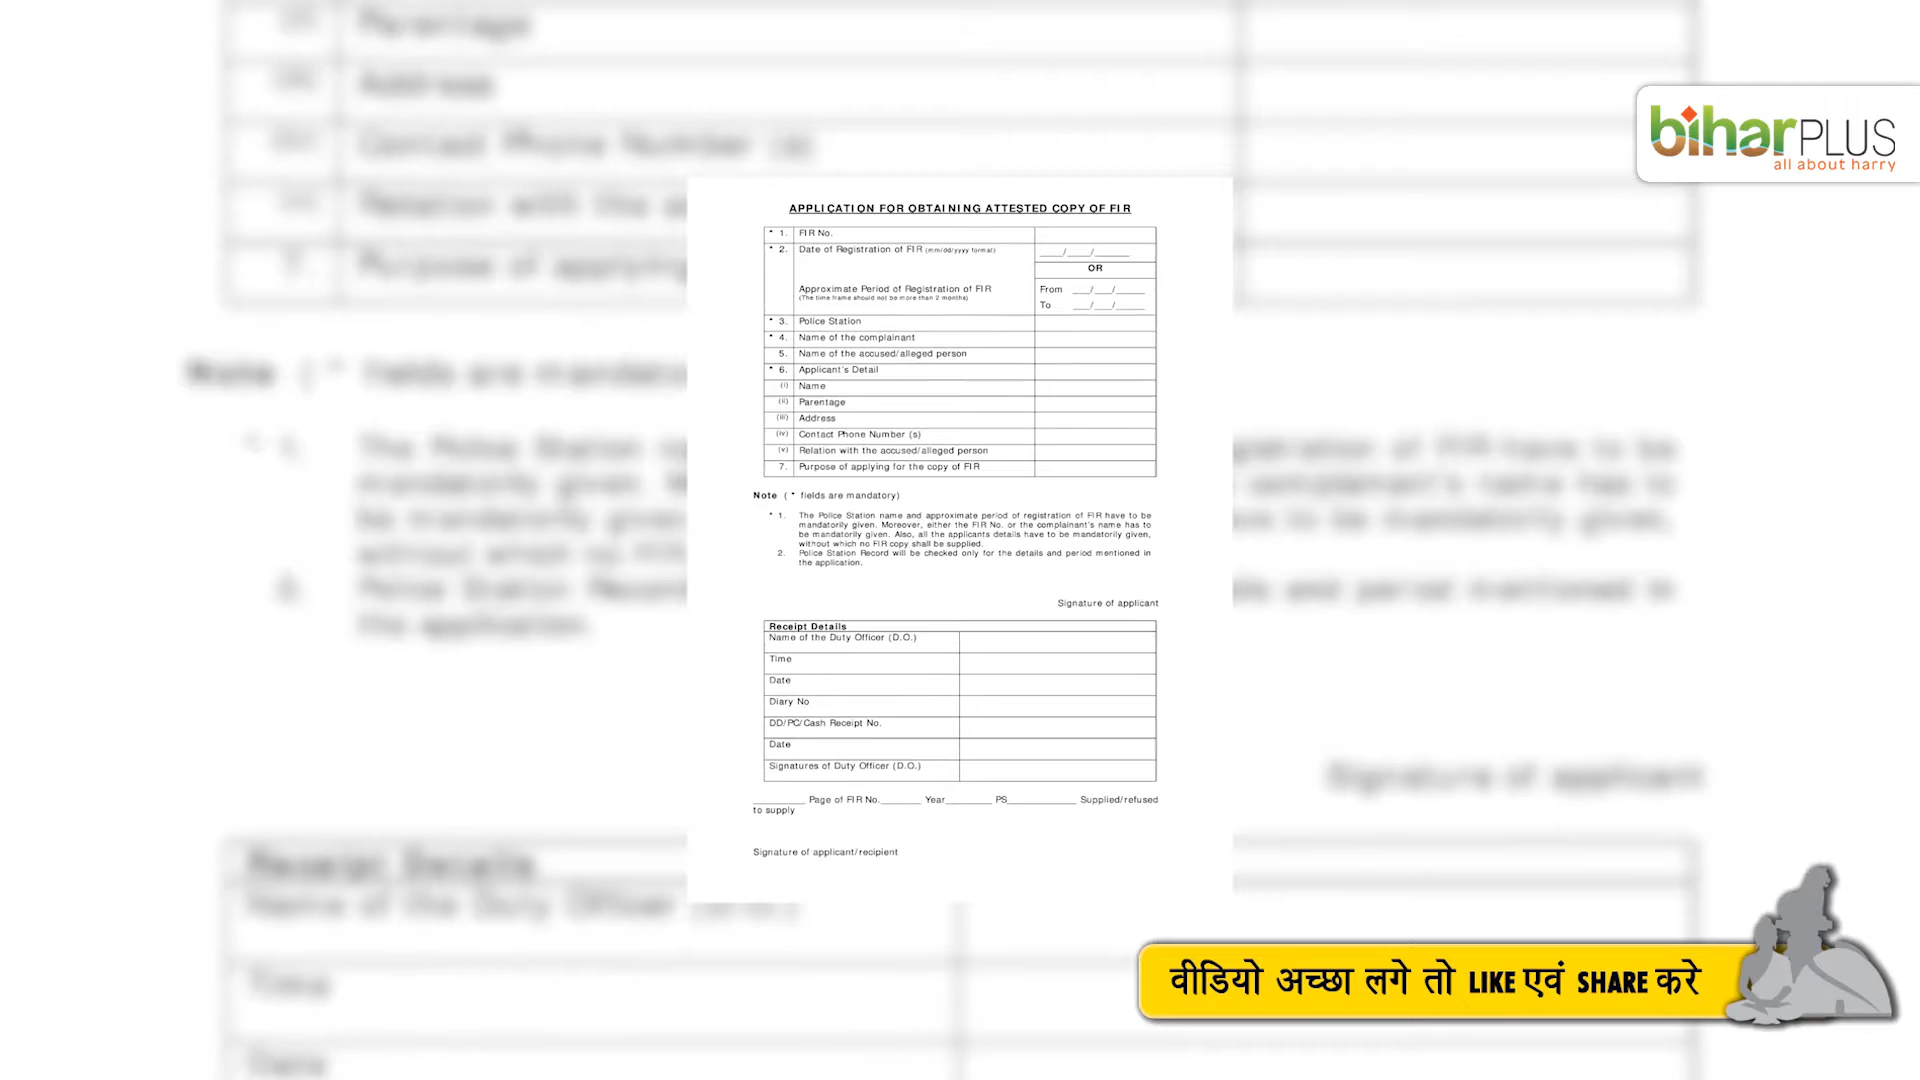 biharPLUS
all about harry
APPLICATION FOR OBTAINING ATTESTED COPY OF FIR
* 1. FIR No.
* 2. Date of Registration of FIR (mm/dd/yyyy format) ____/____/______
OR
Approximate Period of Registration of FIR From ___/___/_____
(The time frame should not be more than 2 months) To ___/___/_____
* 3. Police Station
* 4. Name of the complainant
5. Name of the accused/alleged person
* 6. Applicant's Detail
(i) Name
(ii) Parentage
(iii) Address
(iv) Contact Phone Number (s)
(v) Relation with the accused/alleged person
7. Purpose of applying for the copy of FIR
Note ( * fields are mandatory)
* 1. The Police Station name and approximate period of registration of FIR have to be
mandatorily given. Moreover, either the FIR No. or the complainant's name has to
be mandatorily given. Also, all the applicants details have to be mandatorily given,
without which no FIR copy shall be supplied.
2. Police Station Record will be checked only for the details and period mentioned in
the application.
Signature of applicant
Receipt Details
Name of the Duty Officer (D.O.)
Time
Date
Diary No
DD/PC/Cash Receipt No.
Date
Signatures of Duty Officer (D.O.)
_________ Page of FIR No._______ Year________ PS____________ Supplied/refused
to supply
Signature of applicant/recipient
वीडियो अच्छा लगे तो LIKE एवं SHARE करे